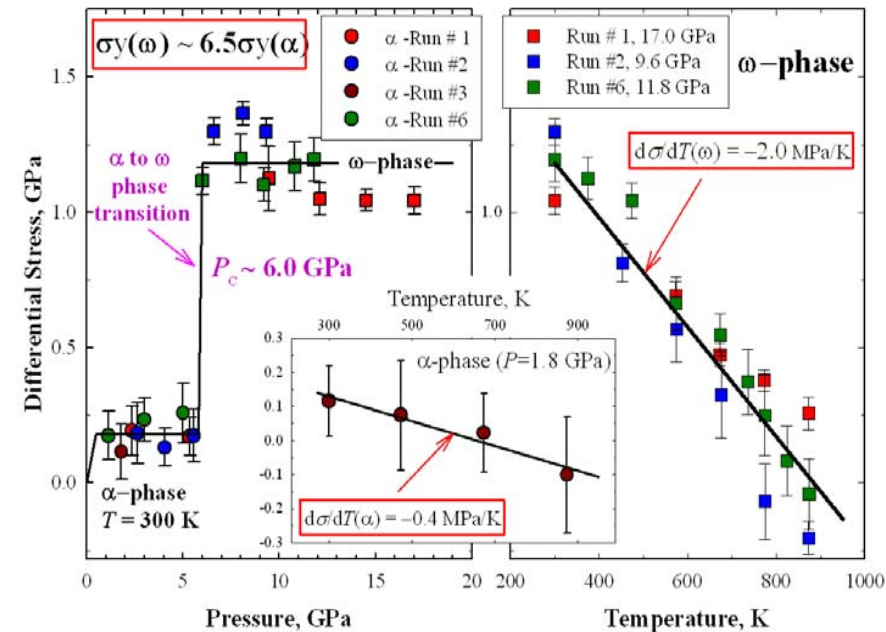 σy(ω) ~ 6.5σy(α)
α -Run # 1
α -Run #2
α -Run #3
α -Run #6
Run # 1, 17.0 GPa
Run #2, 9.6 GPa
Run #6, 11.8 GPa
ω−phase
1.5
1.0
0.5
0.0
Differential Stress, GPa
α to ω
phase
transition
ω−phase
P_c ~ 6.0 GPa
α−phase
T = 300 K
0 5 10 15 20
Pressure, GPa
Temperature, K
300 500 700 900
α-phase (P=1.8 GPa)
0.3
0.2
0.1
0.0
-0.1
-0.2
-0.3
dσ/dT(α) = −0.4 MPa/K
dσ/dT(ω) = −2.0 MPa/K
1.0
0.5
0.0
200 400 600 800 1000
Temperature, K